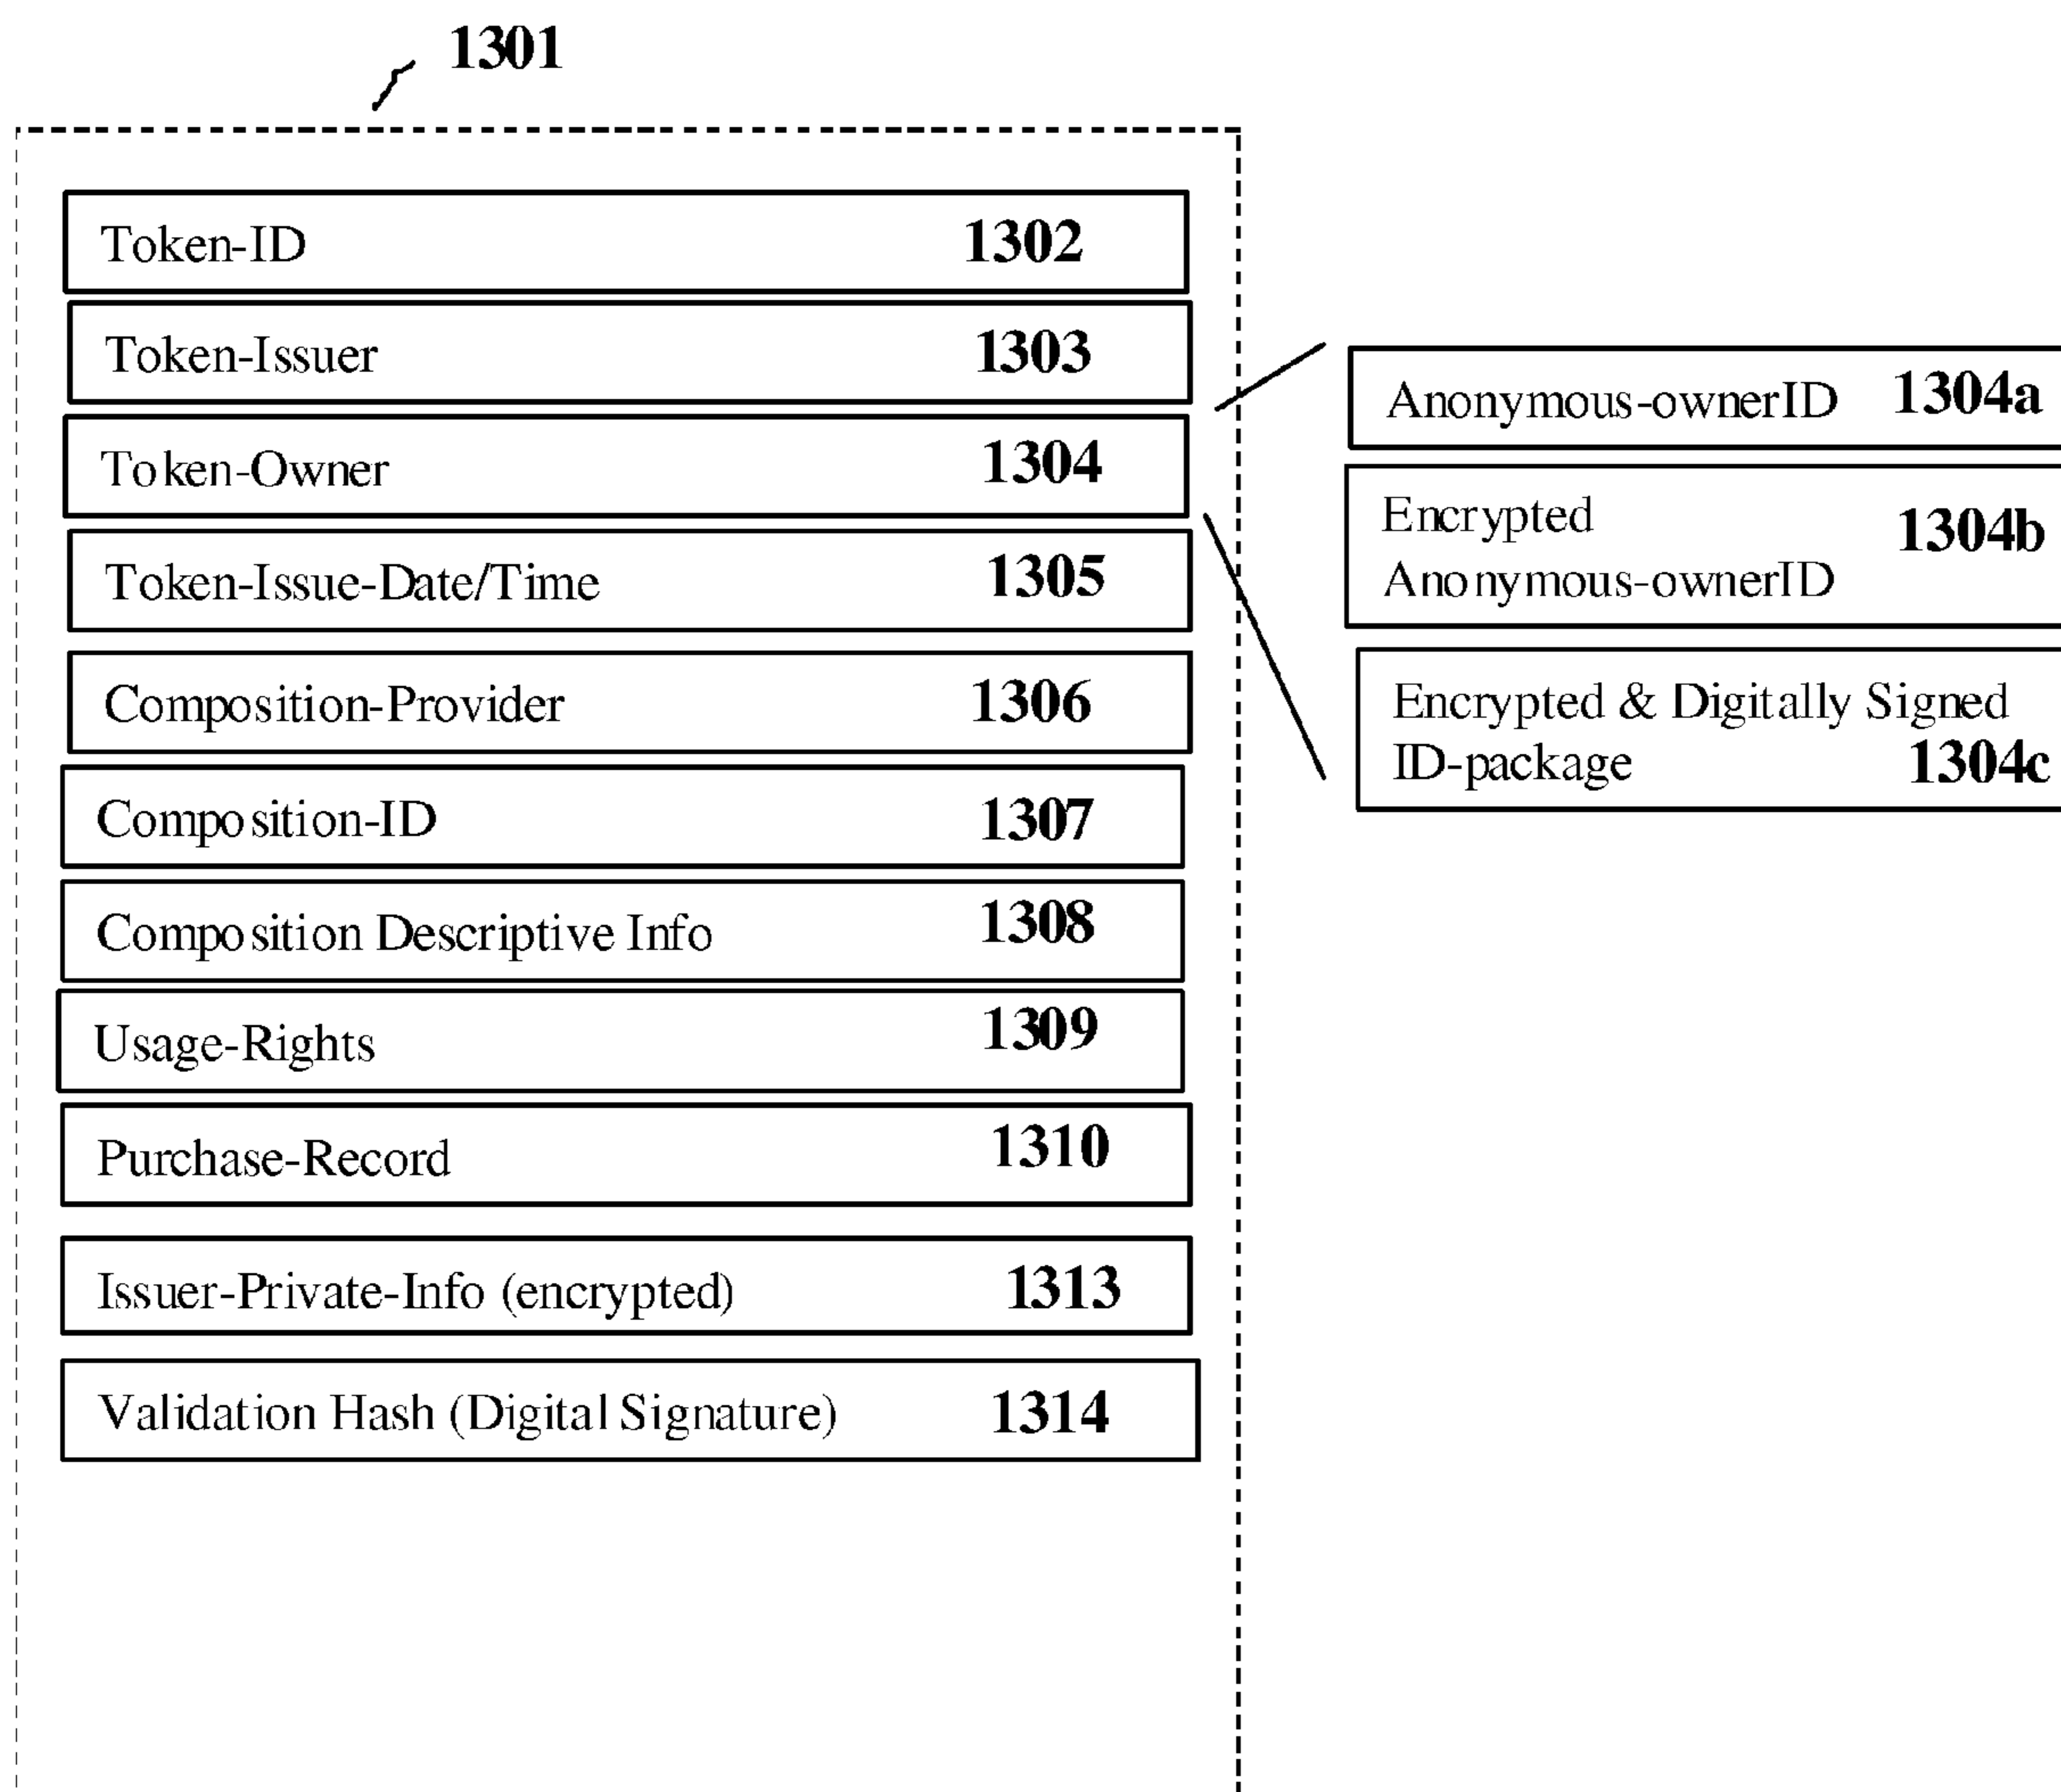 1301
Token-ID 1302
Token-Issuer 1303
Token-Owner 1304
Token-Issue-Date/Time 1305
Composition-Provider 1306
Composition-ID 1307
Composition Descriptive Info 1308
Usage-Rights 1309
Purchase-Record 1310
Issuer-Private-Info (encrypted) 1313
Validation Hash (Digital Signature) 1314
Anonymous-ownerID 1304a
Encrypted 1304b
Anonymous-ownerID
Encrypted & Digitally Signed
ID-package 1304c